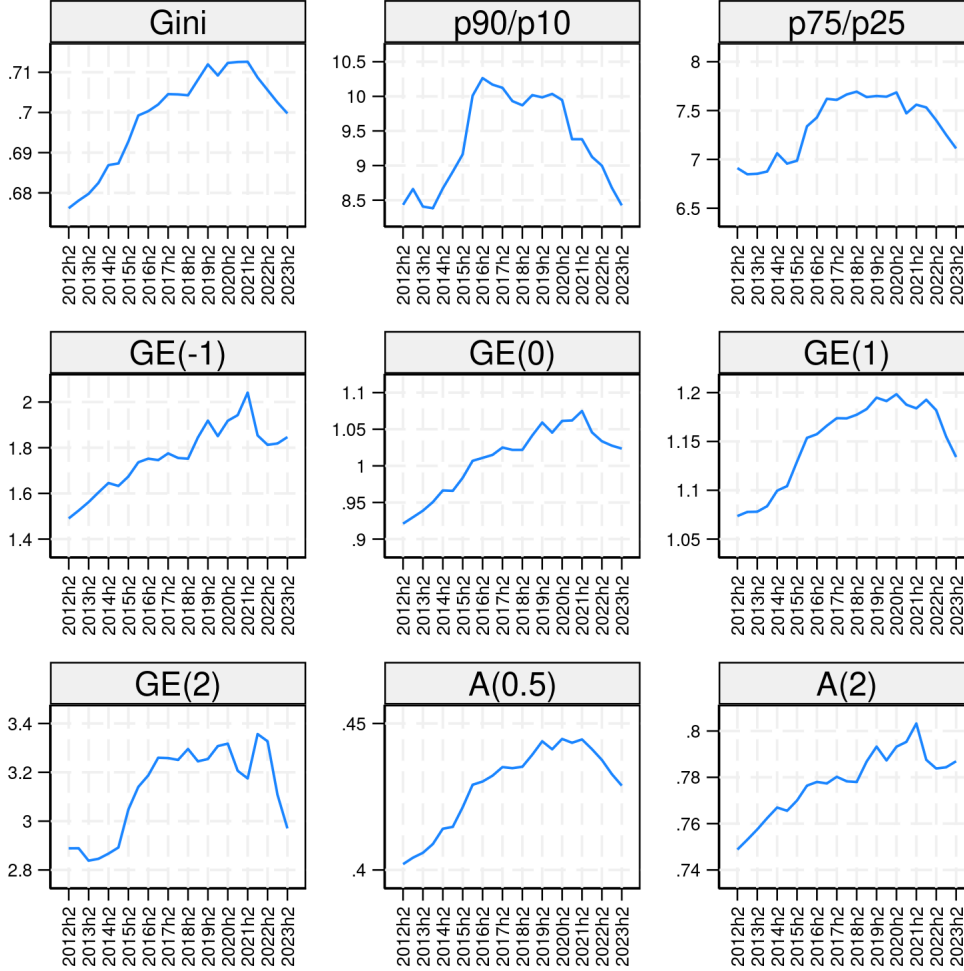 Gini
p90/p10
p75/p25
.71
.7
.69
.68
2012h2
2013h2
2014h2
2015h2
2016h2
2017h2
2018h2
2019h2
2020h2
2021h2
2022h2
2023h2
10.5
10
9.5
9
8.5
2012h2
2013h2
2014h2
2015h2
2016h2
2017h2
2018h2
2019h2
2020h2
2021h2
2022h2
2023h2
8
7.5
7
6.5
2012h2
2013h2
2014h2
2015h2
2016h2
2017h2
2018h2
2019h2
2020h2
2021h2
2022h2
2023h2
GE(-1)
GE(0)
GE(1)
2
1.8
1.6
1.4
2012h2
2013h2
2014h2
2015h2
2016h2
2017h2
2018h2
2019h2
2020h2
2021h2
2022h2
2023h2
1.1
1.05
1
.95
.9
2012h2
2013h2
2014h2
2015h2
2016h2
2017h2
2018h2
2019h2
2020h2
2021h2
2022h2
2023h2
1.2
1.15
1.1
1.05
2012h2
2013h2
2014h2
2015h2
2016h2
2017h2
2018h2
2019h2
2020h2
2021h2
2022h2
2023h2
GE(2)
A(0.5)
A(2)
3.4
3.2
3
2.8
2012h2
2013h2
2014h2
2015h2
2016h2
2017h2
2018h2
2019h2
2020h2
2021h2
2022h2
2023h2
.45
.4
2012h2
2013h2
2014h2
2015h2
2016h2
2017h2
2018h2
2019h2
2020h2
2021h2
2022h2
2023h2
.8
.78
.76
.74
2012h2
2013h2
2014h2
2015h2
2016h2
2017h2
2018h2
2019h2
2020h2
2021h2
2022h2
2023h2